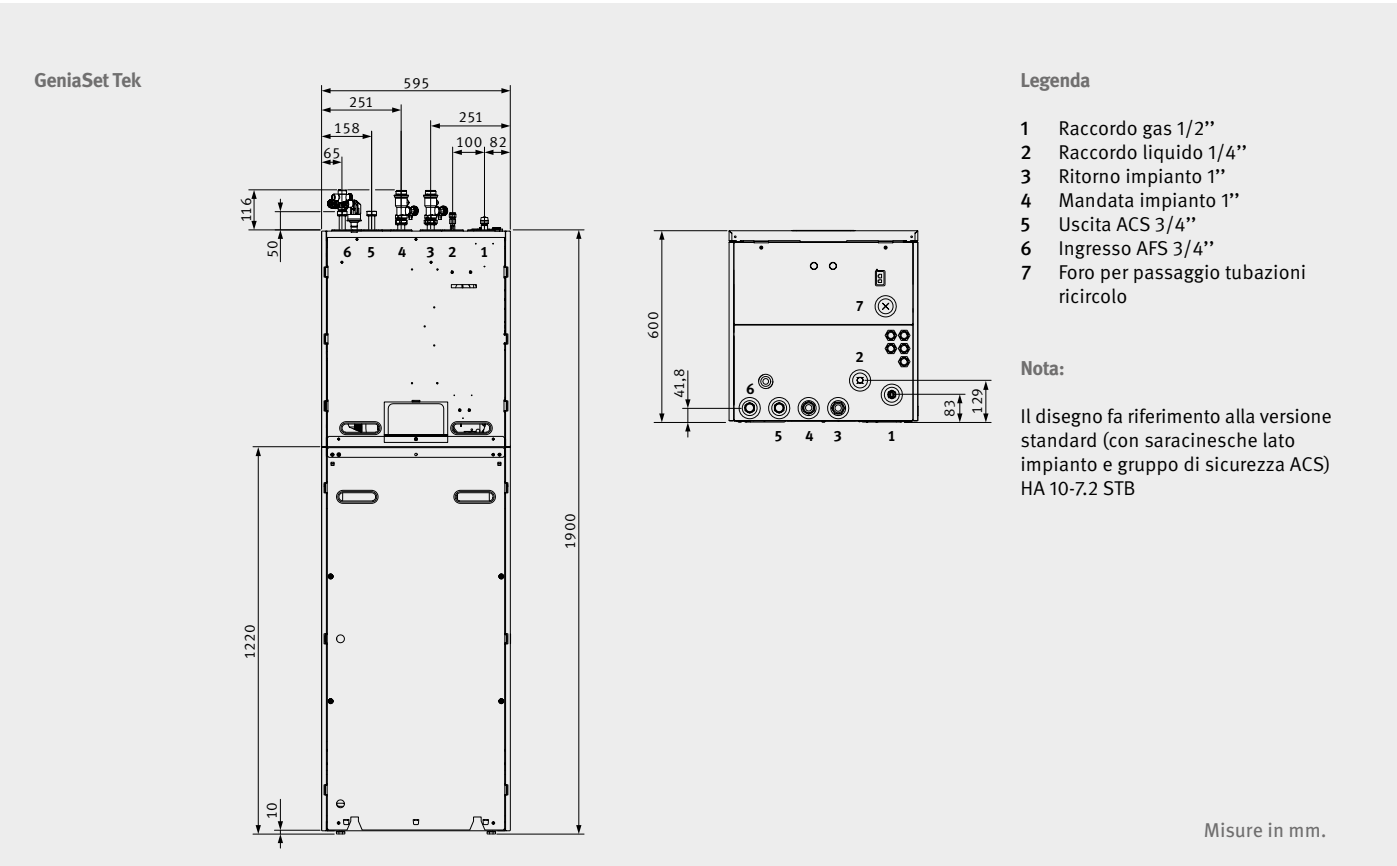 GeniaSet Tek
595
251
251
158
100 82
65
116
50
6 5 4 3 2 1
1900
1220
10
600
41,8
7
2
6
83
129
5 4 3 1
Legenda
1 Raccordo gas 1/2’’
2 Raccordo liquido 1/4’’
3 Ritorno impianto 1’’
4 Mandata impianto 1’’
5 Uscita ACS 3/4’’
6 Ingresso AFS 3/4’’
7 Foro per passaggio tubazioni
ricircolo
Nota:
Il disegno fa riferimento alla versione
standard (con saracinesche lato
impianto e gruppo di sicurezza ACS)
HA 10-7.2 STB
Misure in mm.